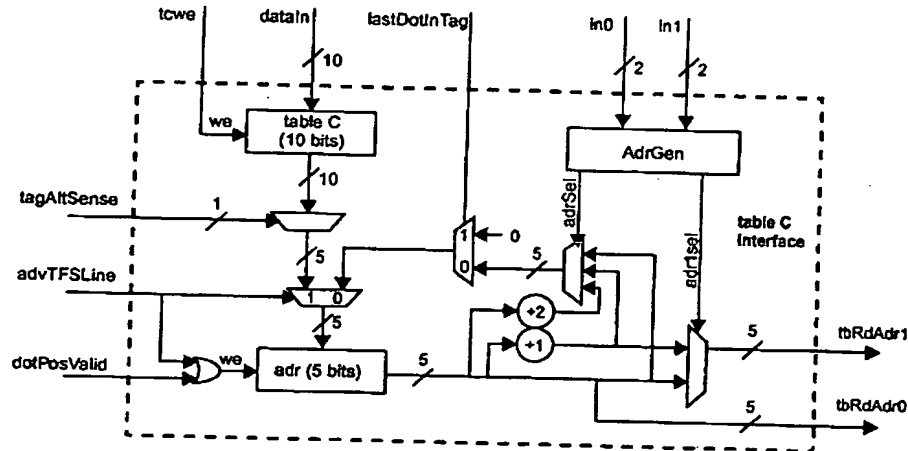 tcwe
dataIn
lastDotInTag
In0
In1
10
2
2
we
table C
(10 bits)
AdrGen
10
tagAltSense
1
adrSel
adr1sel
table C
Interface
1
0
0
5
5
advTFSLine
1 0
5
+2
+1
dotPosValid
we
adr (5 bits)
5
5
tbRdAdr1
5
tbRdAdr0